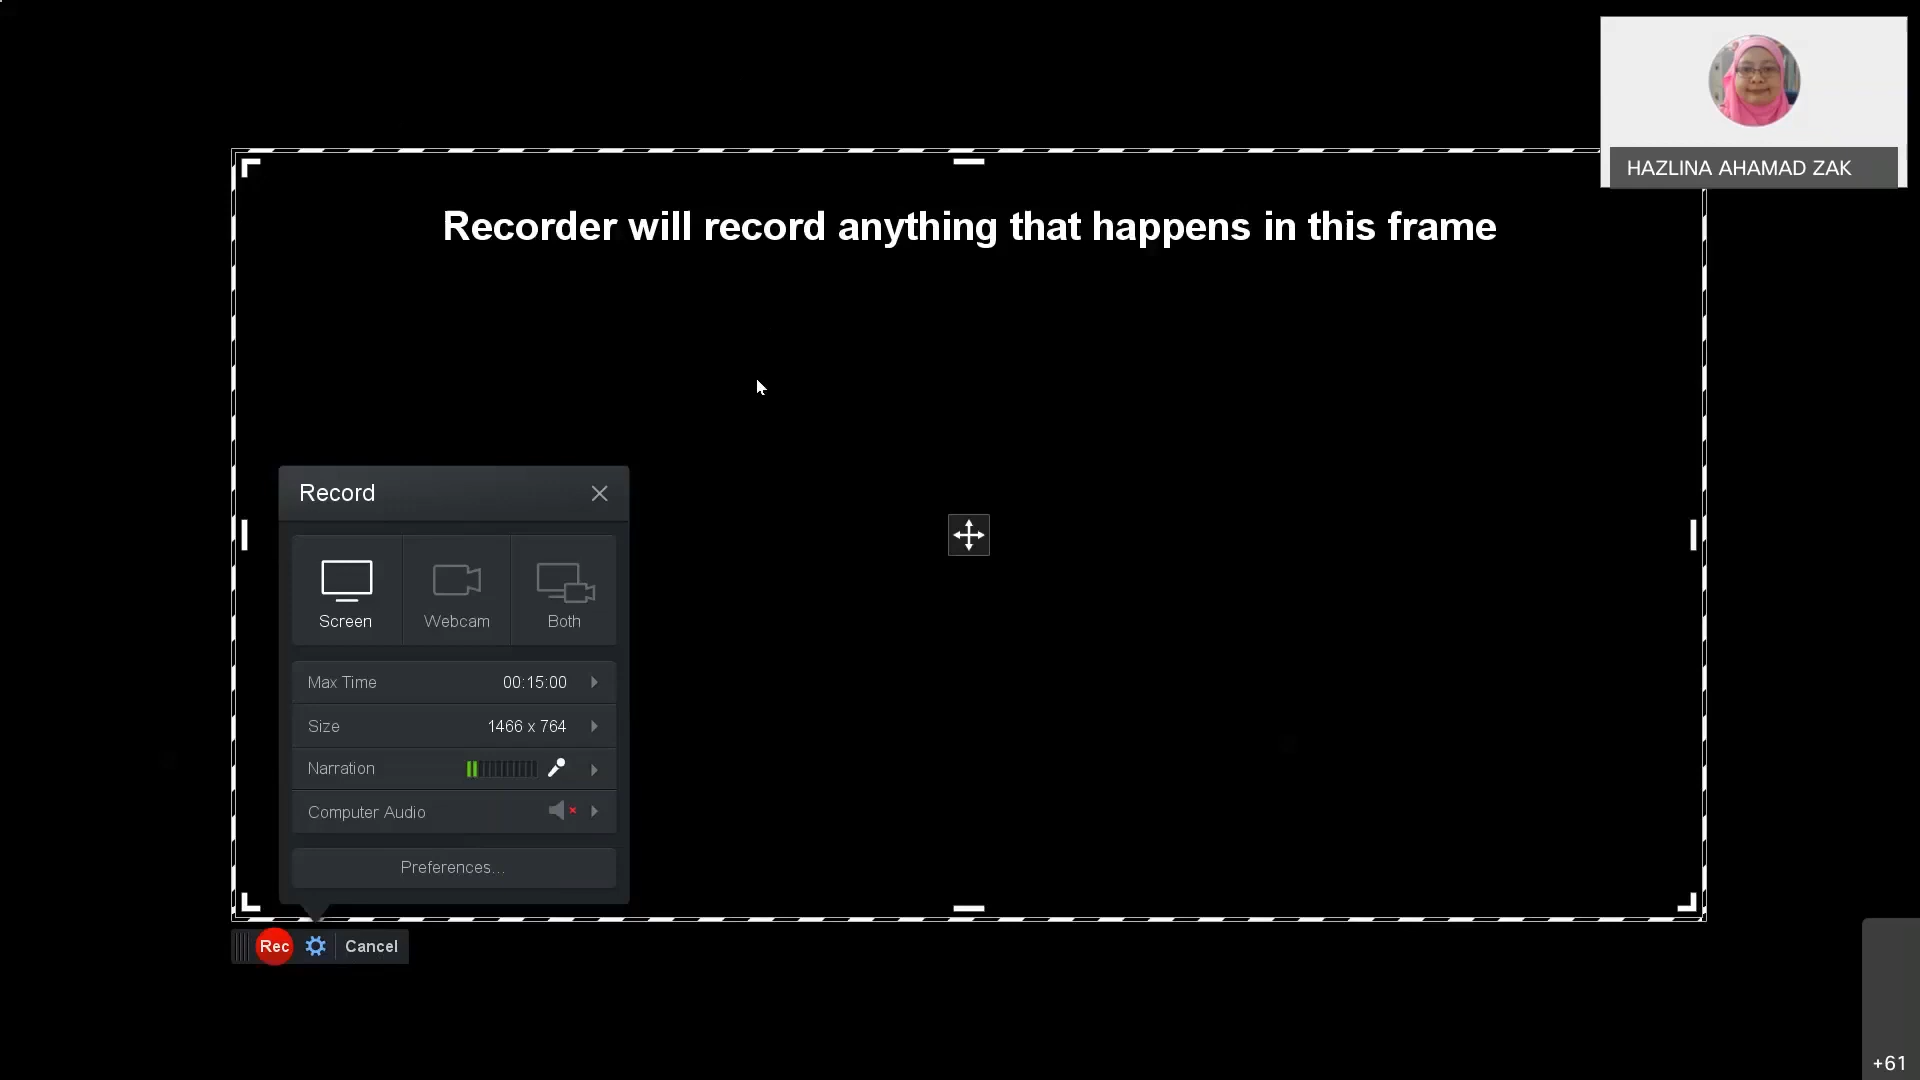 HAZLINA AHAMAD ZAK
Recorder will record anything that happens in this frame
Record
Screen
Webcam
Both
Max Time 00:15:00
Size 1466 x 764
Narration
Computer Audio
Preferences...
Rec Cancel
+61